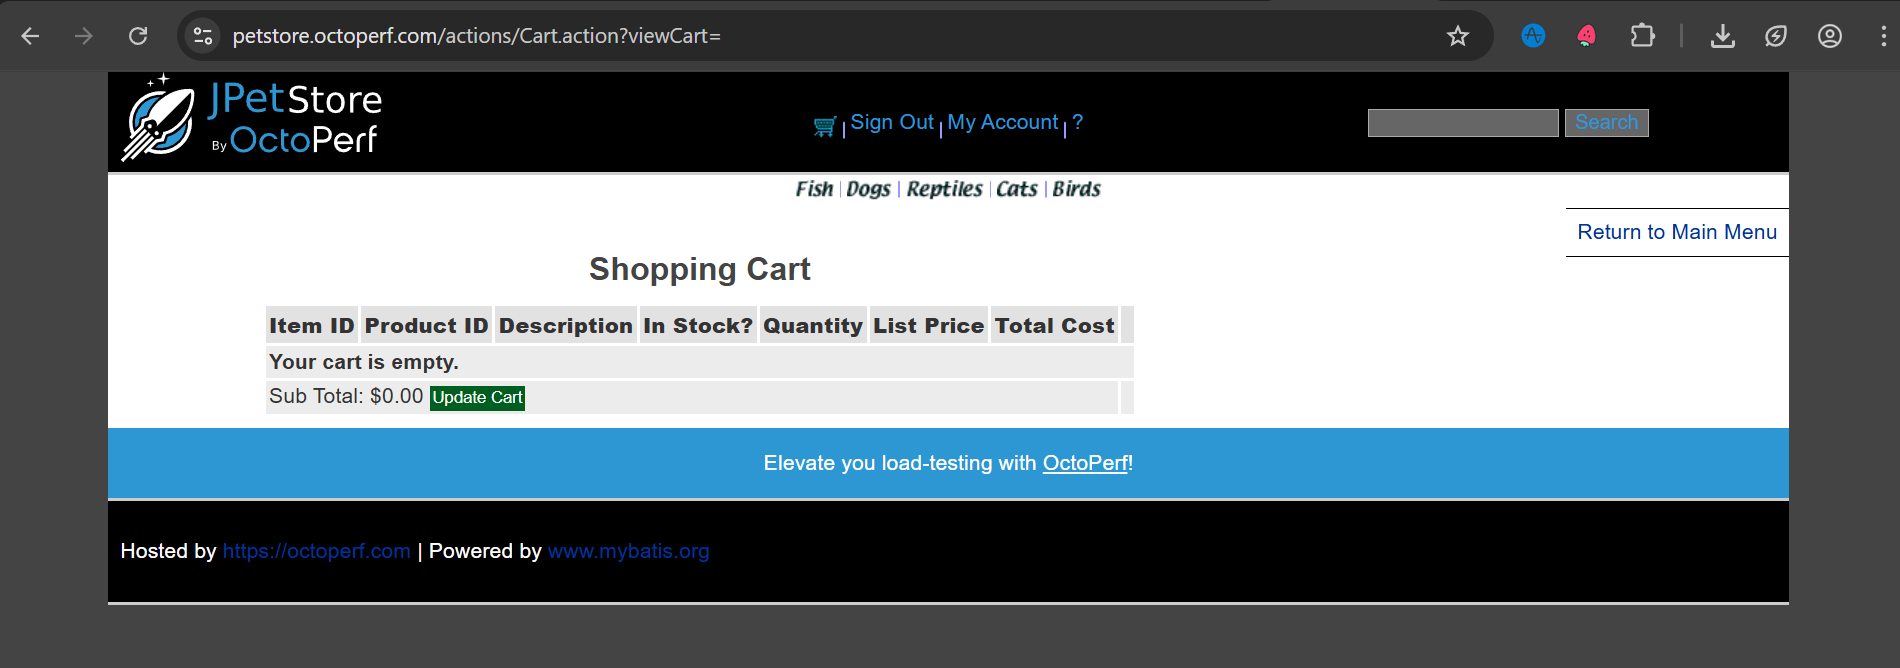 petstore.octoperf.com/actions/Cart.action?viewCart=
JPetStore
By OctoPerf
Sign Out | My Account | ?
Search
Fish | Dogs | Reptiles | Cats | Birds
Return to Main Menu
Shopping Cart
Item ID Product ID Description In Stock? Quantity List Price Total Cost
Your cart is empty.
Sub Total: $0.00 Update Cart
Elevate you load-testing with OctoPerf!
Hosted by https://octoperf.com | Powered by www.mybatis.org